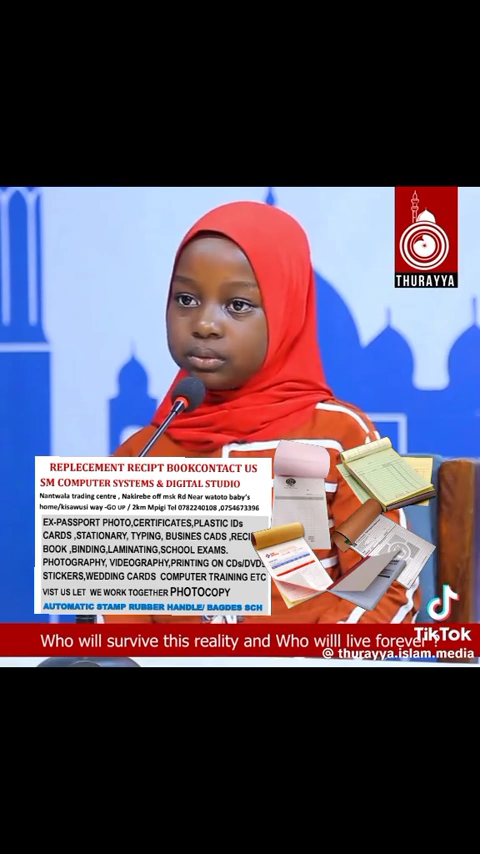 THURAYYA
REPLECEMENT RECIPT BOOKCONTACT US
SM COMPUTER SYSTEMS & DIGITAL STUDIO
Nantwala trading centre , Nakirebe off msk Rd Near watoto baby's
home/kisawusi way -Go UP / 2km Mpigi Tel 0782240108 ,0754673396
EX-PASSPORT PHOTO,CERTIFICATES,PLASTIC IDs
CARDS ,STATIONARY, TYPING, BUSINES CADS ,RECI
BOOK ,BINDING,LAMINATING,SCHOOL EXAMS.
PHOTOGRAPHY, VIDEOGRAPHY,PRINTING ON CDs/DVDs
STICKERS,WEDDING CARDS COMPUTER TRAINING ETC
VIST US LET WE WORK TOGETHER PHOTOCOPY
AUTOMATIC STAMP RUBBER HANDLE/ BAGDES SCH
TikTok
Who will survive this reality and Who willl live forever ?
@ thurayya.islam.media